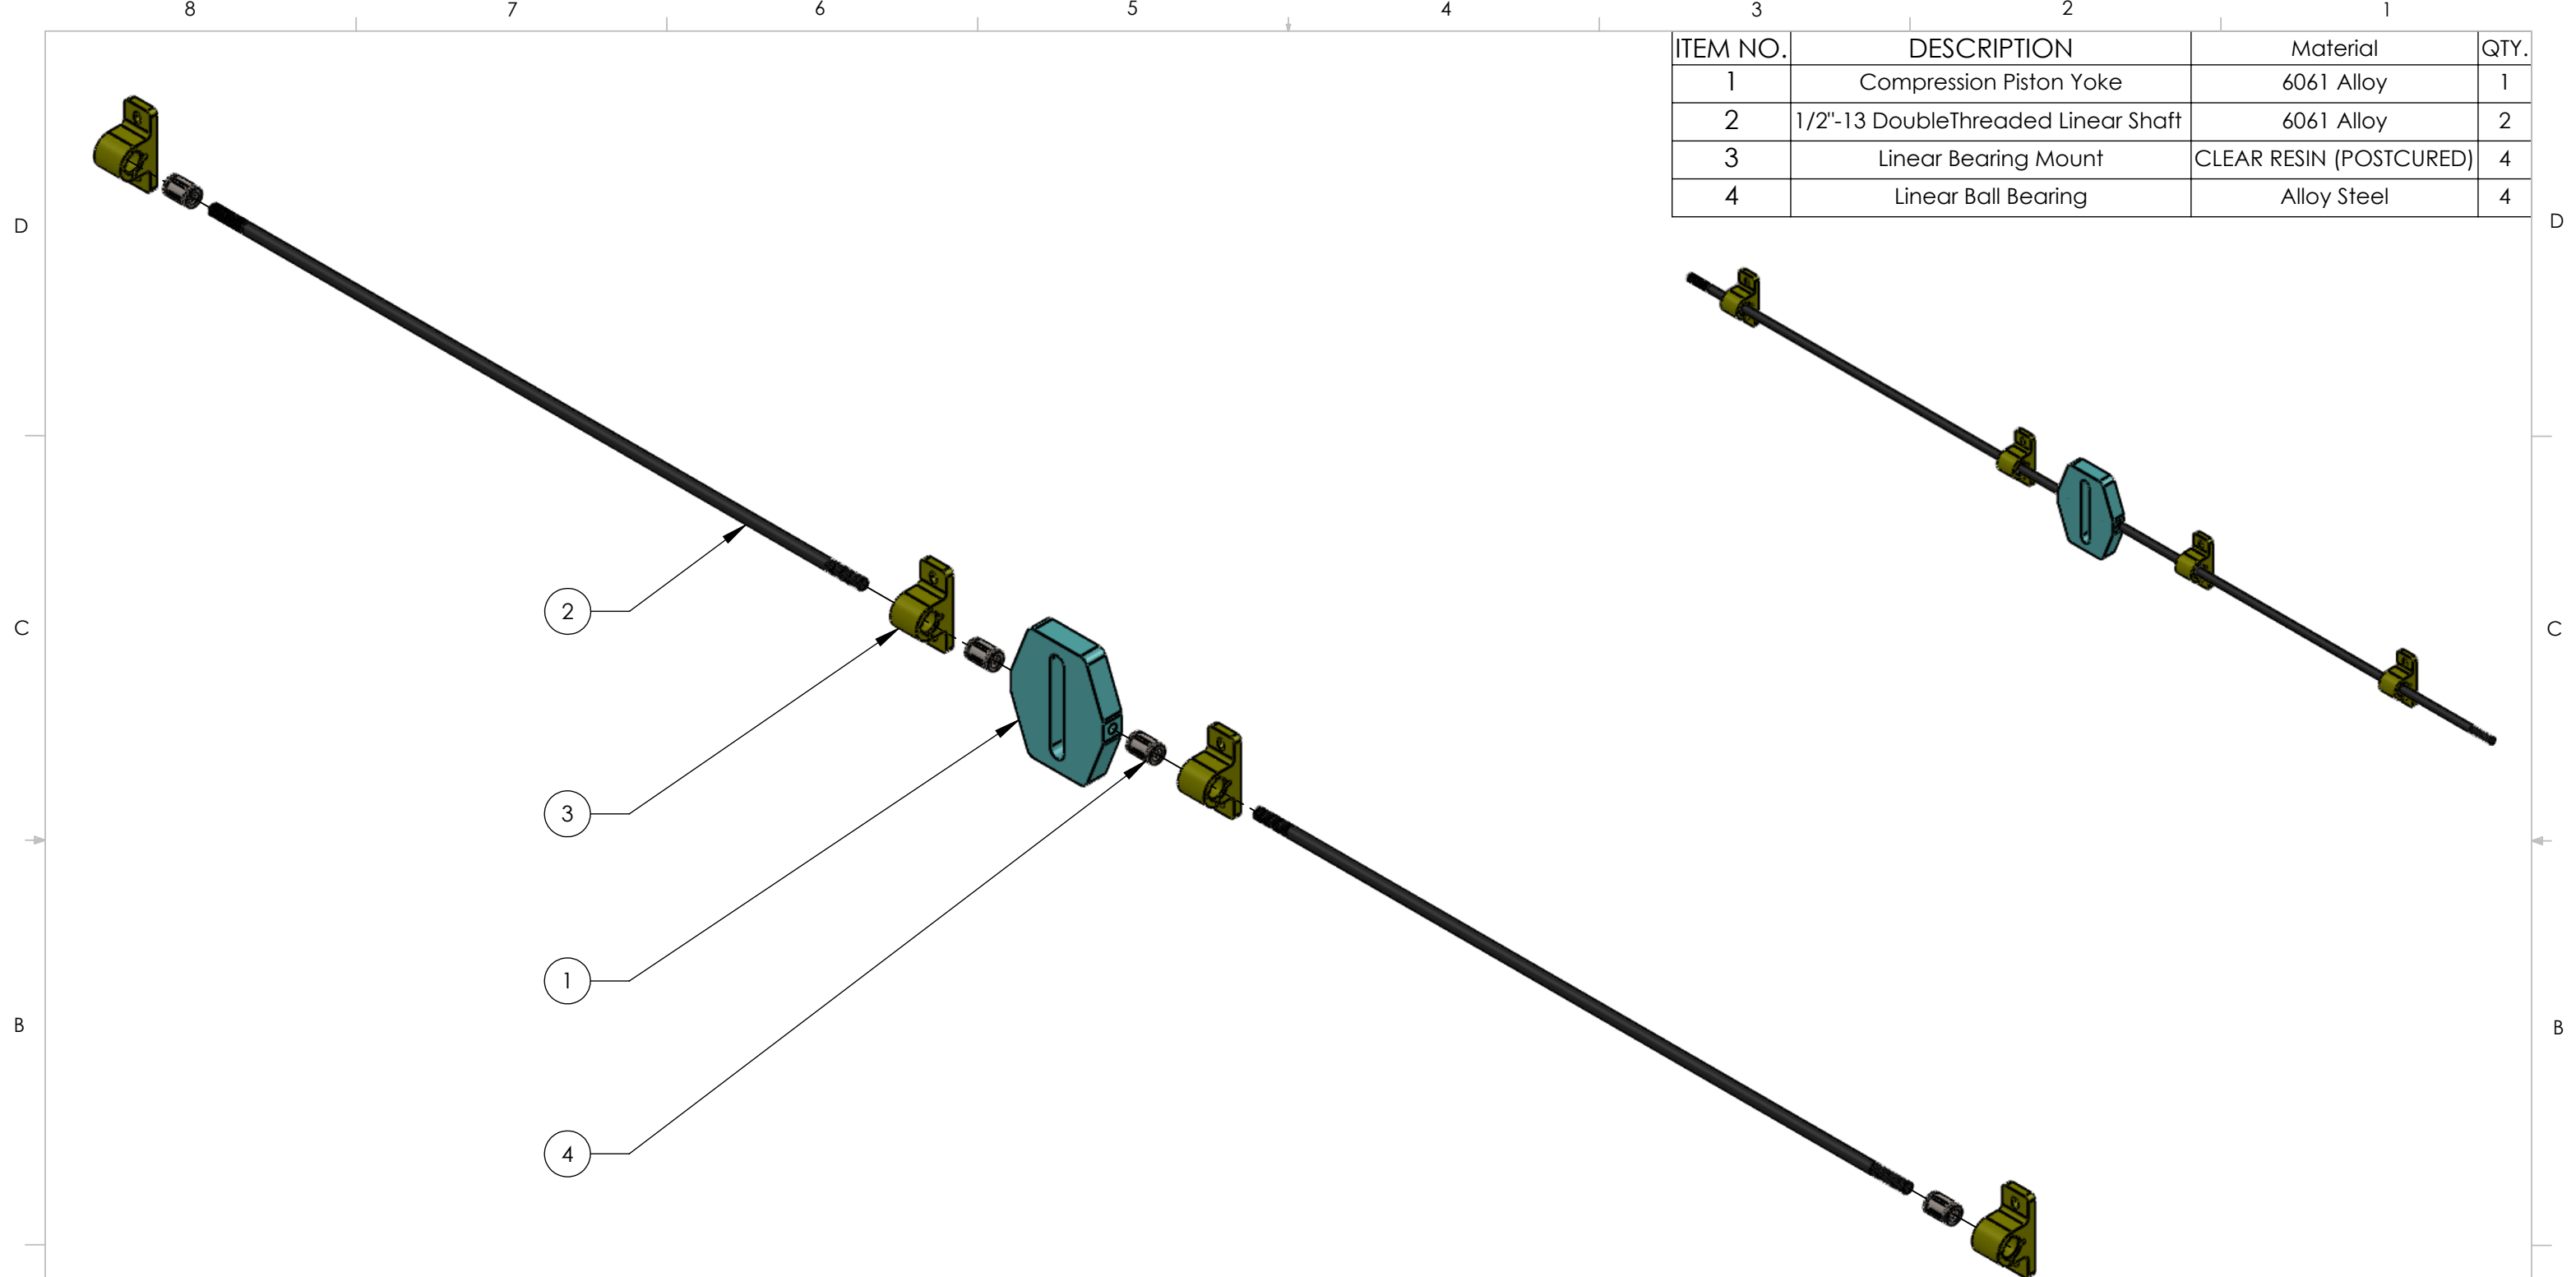 8 7 6 5 4 3 2 1
ITEM NO. DESCRIPTION Material QTY.
1 Compression Piston Yoke 6061 Alloy 1
2 1/2"-13 DoubleThreaded Linear Shaft 6061 Alloy 2
3 Linear Bearing Mount CLEAR RESIN (POSTCURED) 4
4 Linear Ball Bearing Alloy Steel 4
D D
2
C C
3
1
B B
4